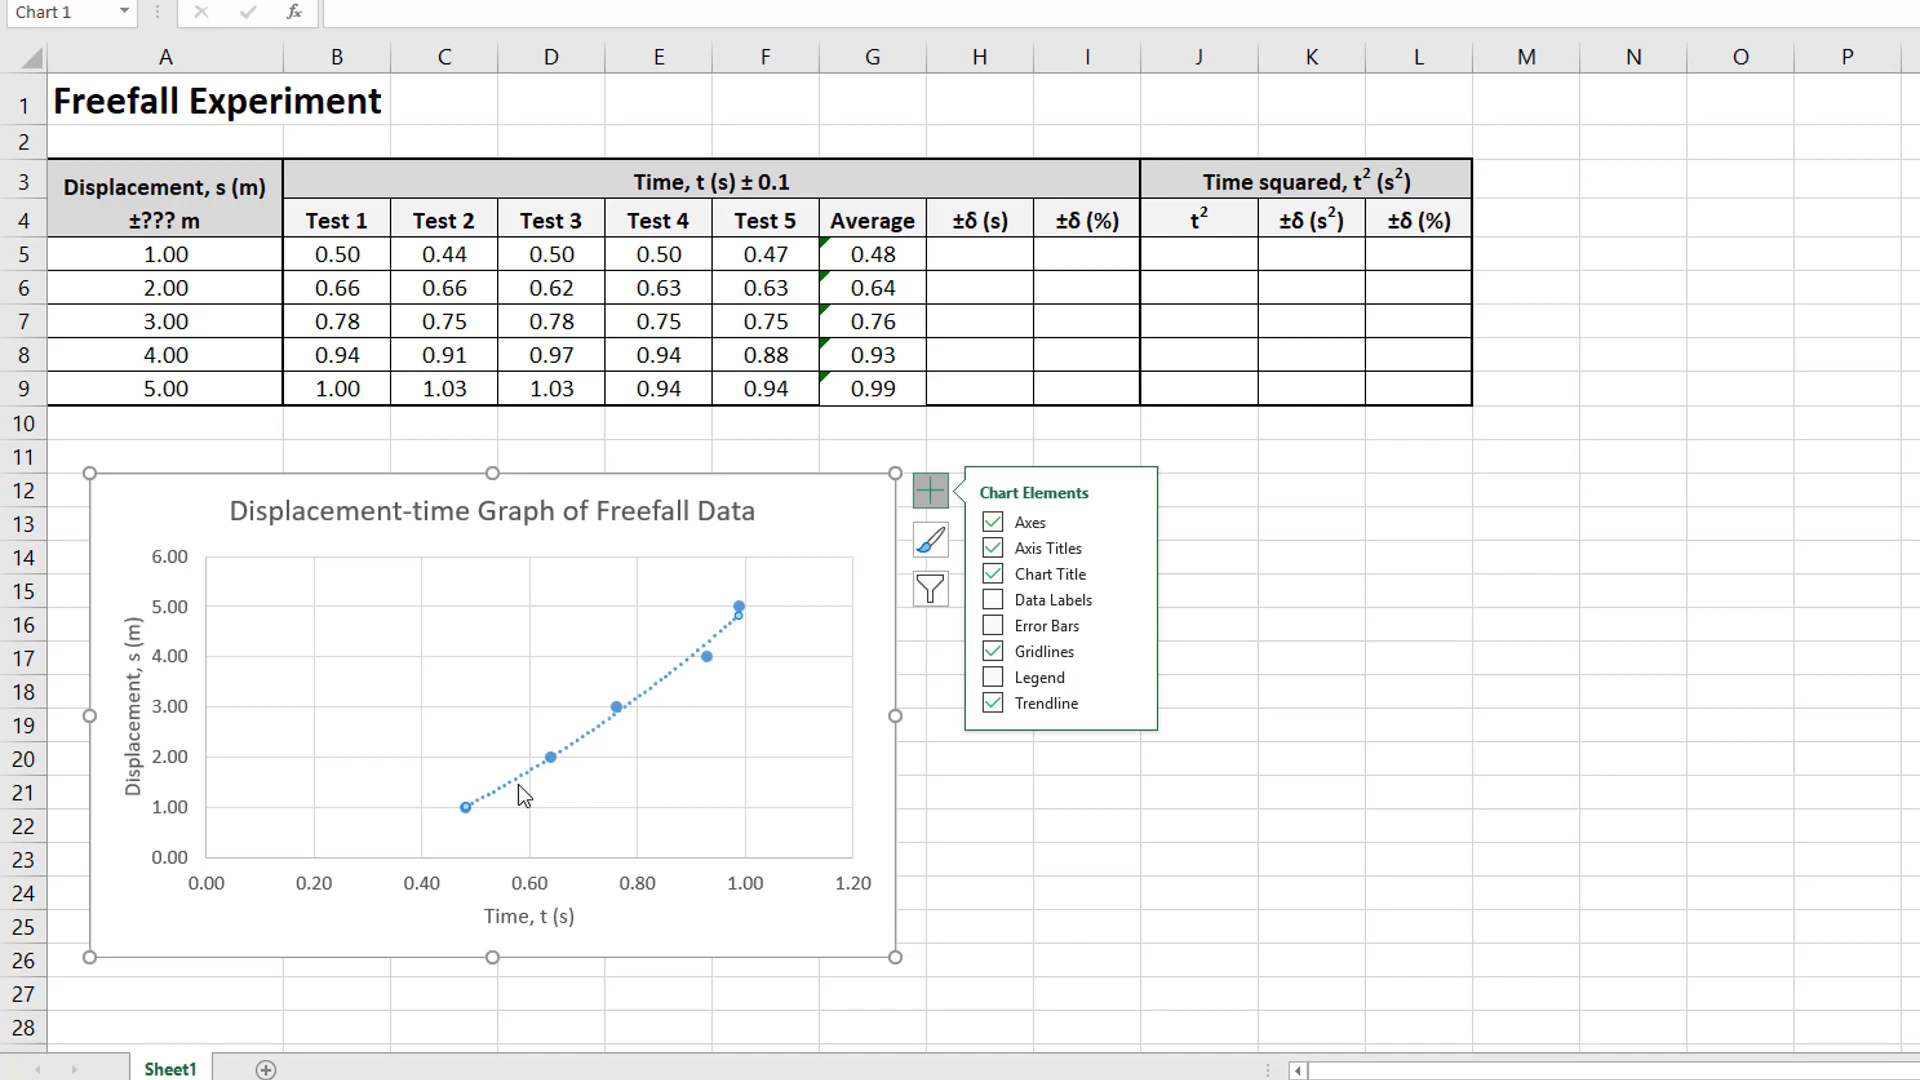 Chart 1
fx
A B C D E F G H I J K L M N O P
1 Freefall Experiment
2
3 Displacement, s (m) Time, t (s) ± 0.1 Time squared, t² (s²)
4 ±??? m Test 1 Test 2 Test 3 Test 4 Test 5 Average ±δ (s) ±δ (%) t² ±δ (s²) ±δ (%)
5 1.00 0.50 0.44 0.50 0.50 0.47 0.48
6 2.00 0.66 0.66 0.62 0.63 0.63 0.64
7 3.00 0.78 0.75 0.78 0.75 0.75 0.76
8 4.00 0.94 0.91 0.97 0.94 0.88 0.93
9 5.00 1.00 1.03 1.03 0.94 0.94 0.99
10
11
12
13
14
15
16
17
18
19
20
21
22
23
24
25
26
27
28
Displacement-time Graph of Freefall Data
Displacement, s (m)
6.00
5.00
4.00
3.00
2.00
1.00
0.00
0.00 0.20 0.40 0.60 0.80 1.00 1.20
Time, t (s)
Chart Elements
Axes
Axis Titles
Chart Title
Data Labels
Error Bars
Gridlines
Legend
Trendline
Sheet1